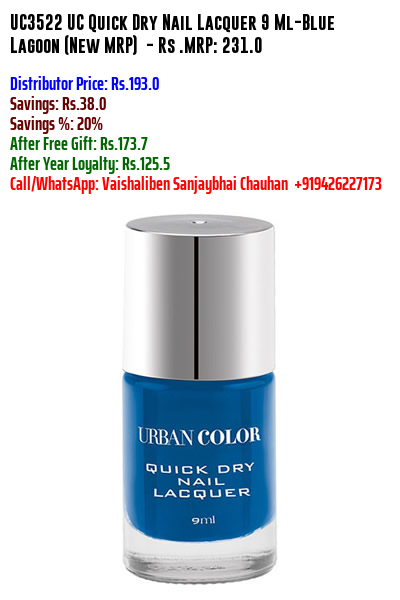 UC3522 UC Quick Dry Nail Lacquer 9 Ml-Blue
Lagoon (New MRP) - Rs .MRP: 231.0
Distributor Price: Rs.193.0
Savings: Rs.38.0
Savings %: 20%
After Free Gift: Rs.173.7
After Year Loyalty: Rs.125.5
Call/WhatsApp: Vaishaliben Sanjaybhai Chauhan +919426227173
URBAN COLOR
QUICK DRY
NAIL
LACQUER
9ml